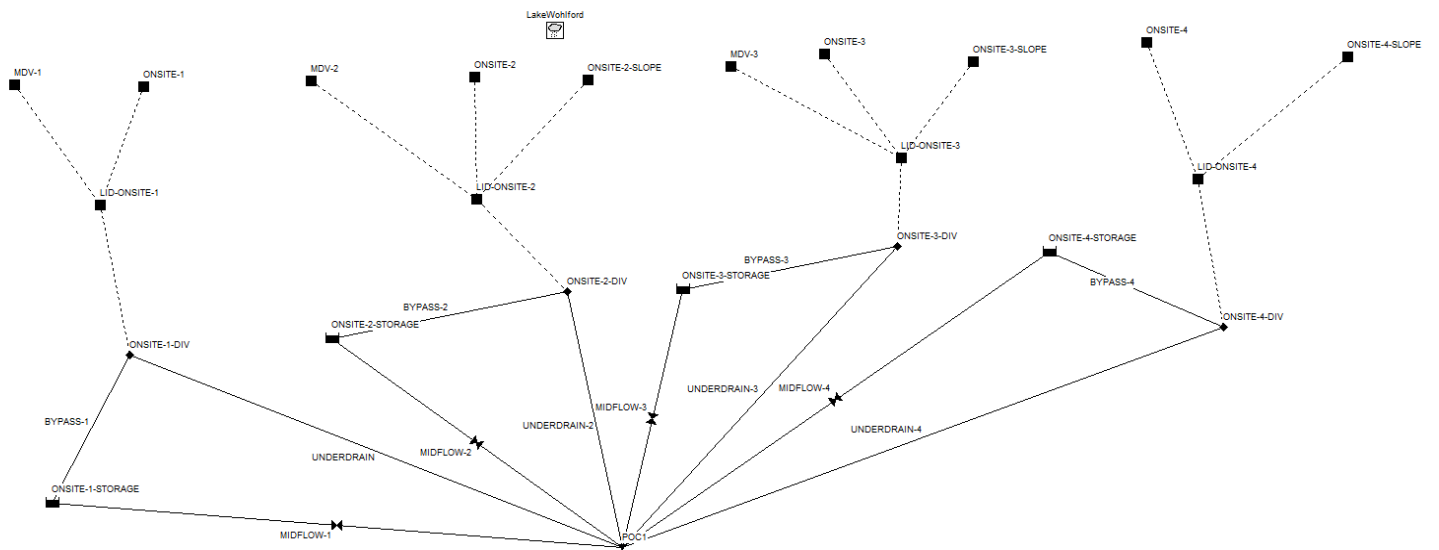 LakeWohlford
ONSITE-4
ONSITE-3
ONSITE-4-SLOPE
ONSITE-3-SLOPE
MDV-3
ONSITE-2
MDV-2
ONSITE-2-SLOPE
MDV-1
ONSITE-1
LID-ONSITE-3
LID-ONSITE-4
LID-ONSITE-2
LID-ONSITE-1
ONSITE-3-DIV
ONSITE-4-STORAGE
BYPASS-3
ONSITE-3-STORAGE
ONSITE-2-DIV
BYPASS-4
BYPASS-2
ONSITE-4-DIV
ONSITE-2-STORAGE
ONSITE-1-DIV
UNDERDRAIN-3
MIDFLOW-4
MIDFLOW-3
BYPASS-1
UNDERDRAIN-2
UNDERDRAIN-4
MIDFLOW-2
UNDERDRAIN
ONSITE-1-STORAGE
MIDFLOW-1
POC1